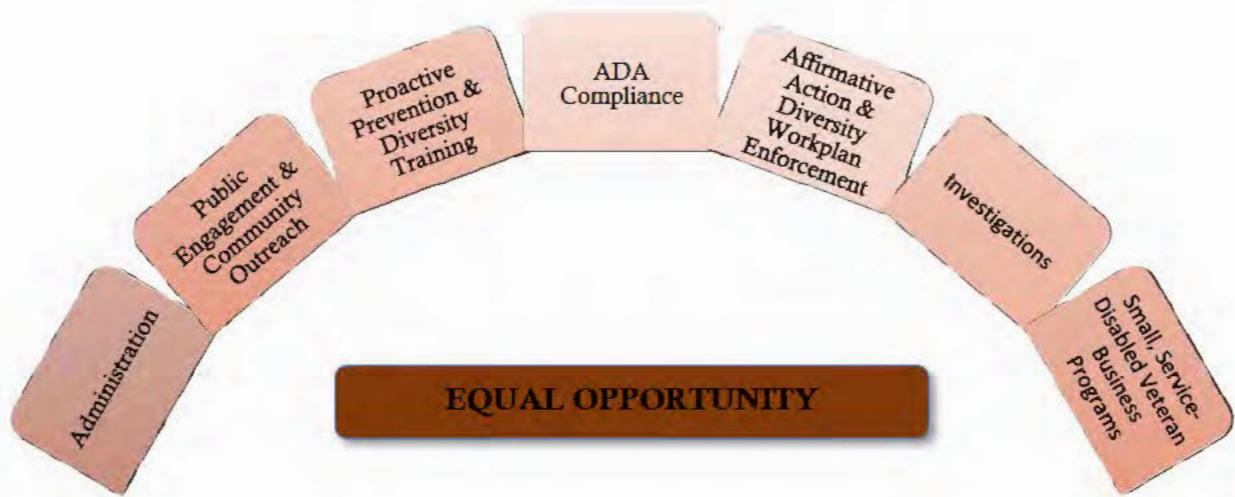 Administration
Public
Engagement &
Community
Outreach
Proactive
Prevention &
Diversity
Training
ADA
Compliance
Affirmative
Action &
Diversity
Workplan
Enforcement
Investigations
Small, Service-
Disabled Veteran
Business
Programs
EQUAL OPPORTUNITY